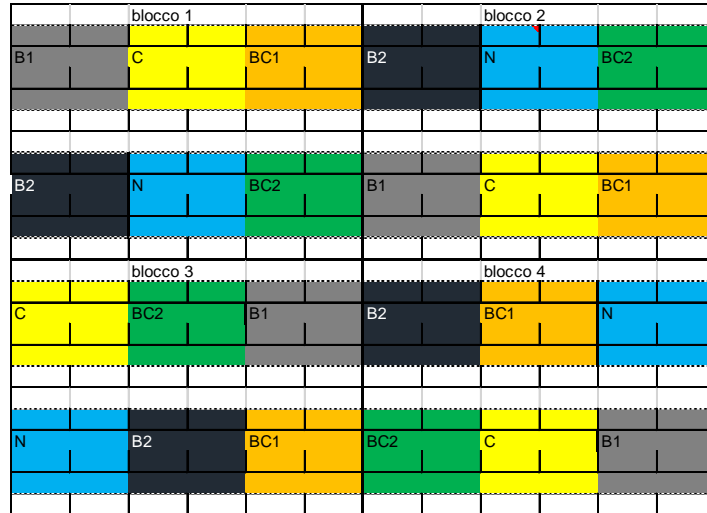 blocco 1 blocco 2
B1 C BC1 B2 N BC2
B2 N BC2 B1 C BC1
blocco 3 blocco 4
C BC2 B1 B2 BC1 N
N B2 BC1 BC2 C B1